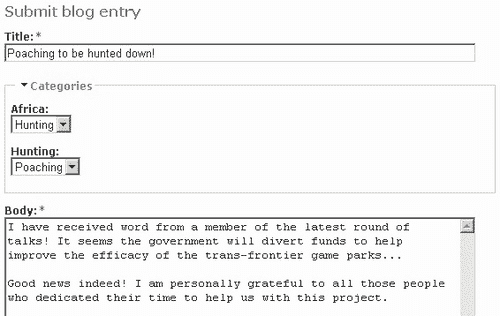 Submit blog entry
Title: *
Poaching to be hunted down!
Categories
Africa:
Hunting
Hunting:
Poaching
Body: *
I have received word from a member of the latest round of
talks! It seems the government will divert funds to help
improve the efficacy of the trans-frontier game parks...
Good news indeed! I am personally grateful to all those people
who dedicated their time to help us with this project.